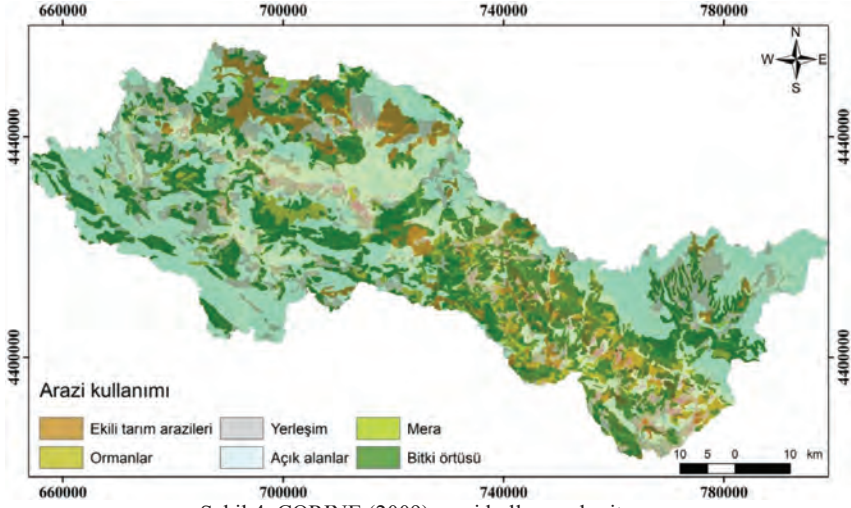 660000 700000 740000 780000
N
W E
S
4440000 4440000
4400000 4400000
Arazi kullanımı
Ekili tarım arazileri Yerleşim Mera
Ormanlar Açık alanlar Bitki örtüsü
10 5 0 10 km
660000 700000 740000 780000